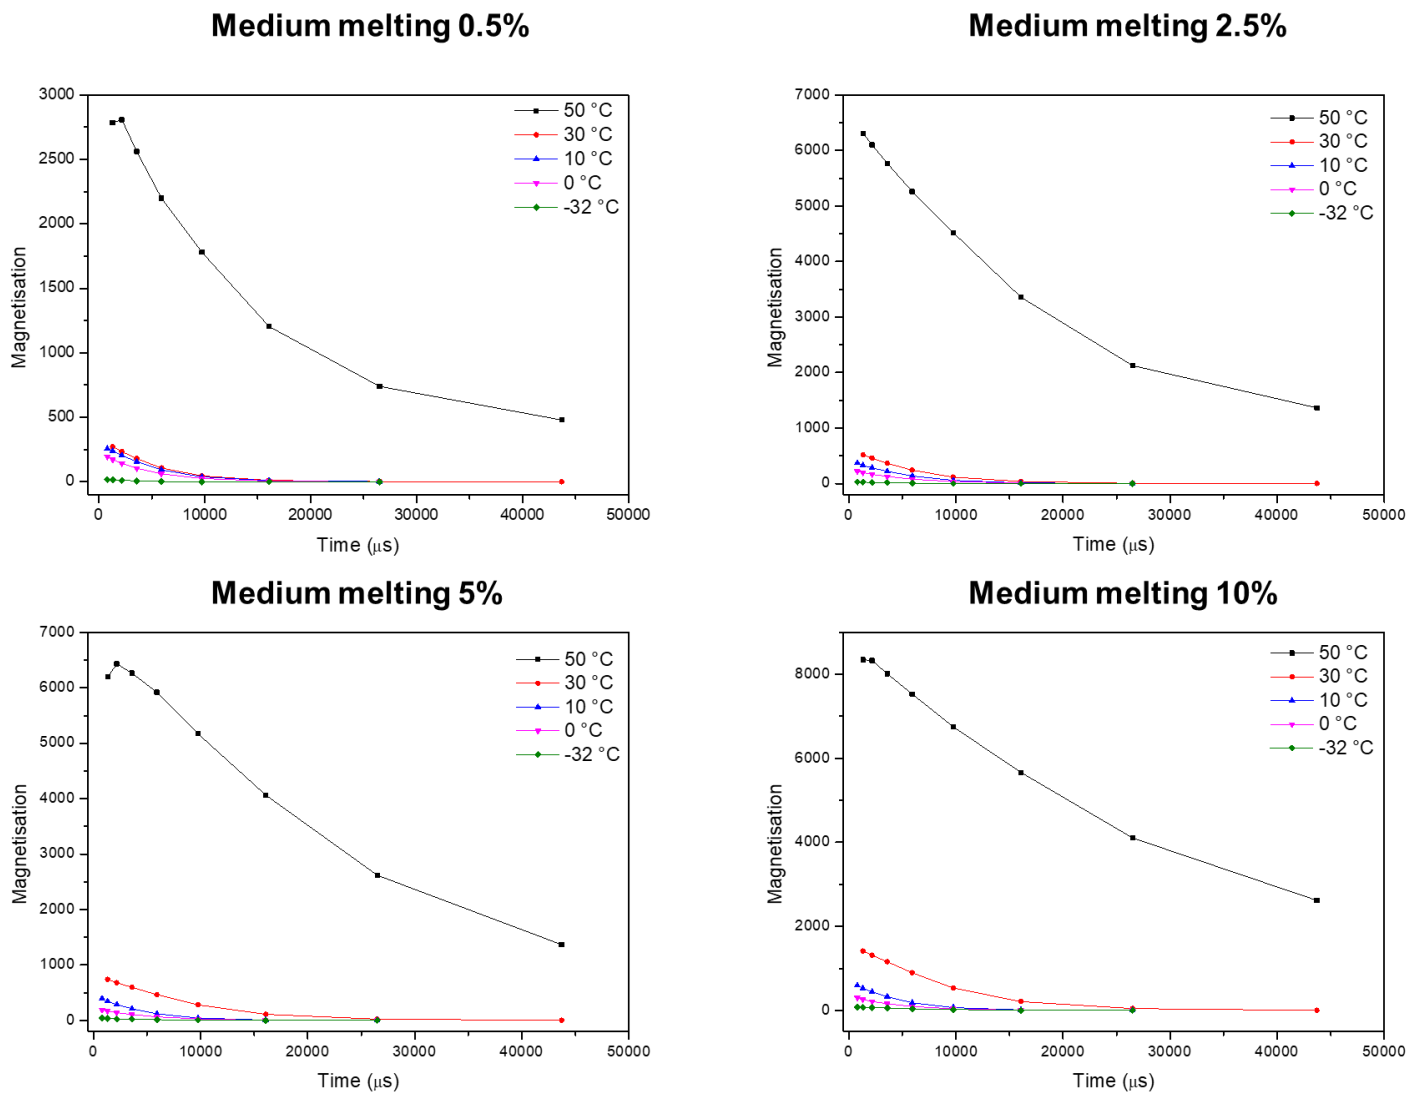 Medium melting 0.5%
3000
2500
2000
1500
1000
500
0
Magnetisation
50 °C
30 °C
10 °C
0 °C
-32 °C
0 10000 20000 30000 40000 50000
Time (μs)
Medium melting 2.5%
7000
6000
5000
4000
3000
2000
1000
0
Magnetisation
50 °C
30 °C
10 °C
0 °C
-32 °C
0 10000 20000 30000 40000 50000
Time (μs)
Medium melting 5%
7000
6000
5000
4000
3000
2000
1000
0
Magnetisation
50 °C
30 °C
10 °C
0 °C
-32 °C
0 10000 20000 30000 40000 50000
Time (μs)
Medium melting 10%
8000
6000
4000
2000
0
Magnetisation
50 °C
30 °C
10 °C
0 °C
-32 °C
0 10000 20000 30000 40000 50000
Time (μs)